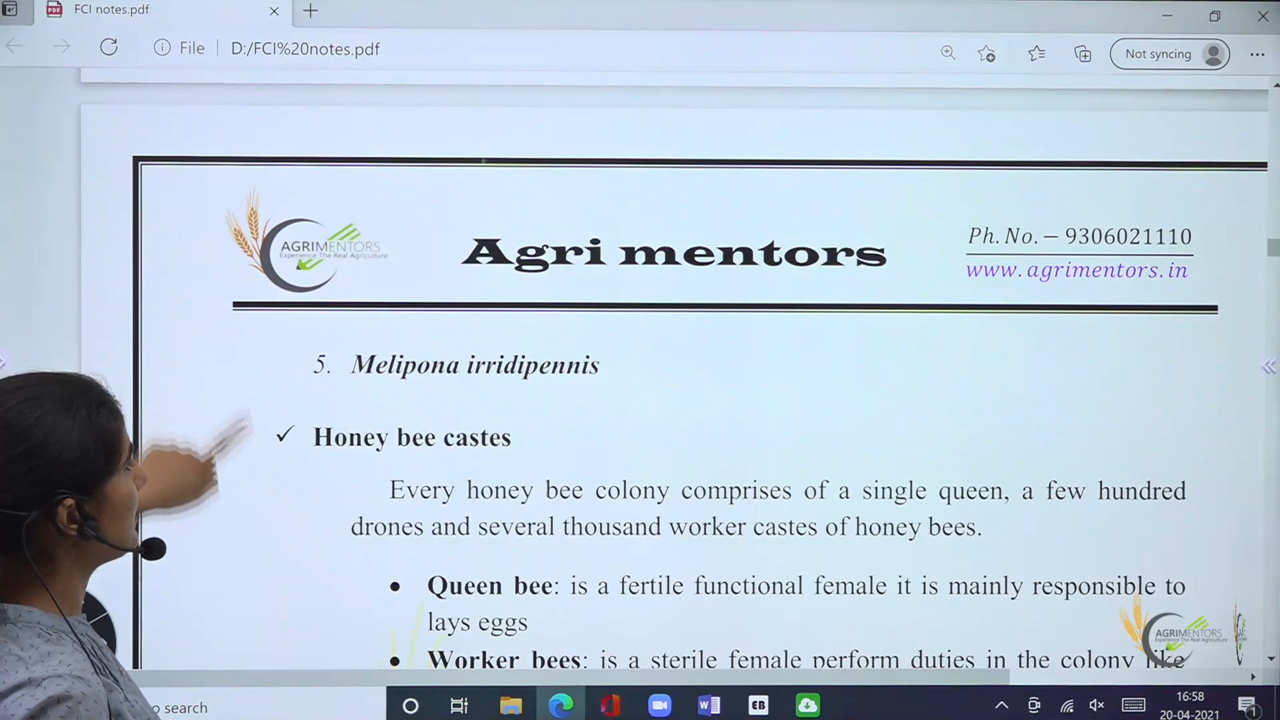 FCI notes.pdf
File D:/FCI%20notes.pdf
Not syncing
AGRIMENTORS
Experience The Real Agriculture
Agri mentors
Ph.No.– 9306021110
www.agrimentors.in
5. Melipona irridipennis
✓ Honey bee castes
Every honey bee colony comprises of a single queen, a few hundred
drones and several thousand worker castes of honey bees.
• Queen bee: is a fertile functional female it is mainly responsible to
lays eggs
• Worker bees: is a sterile female perform duties in the colony like
AGRIMENTORS
search
EB
16:58
20-04-2021
1